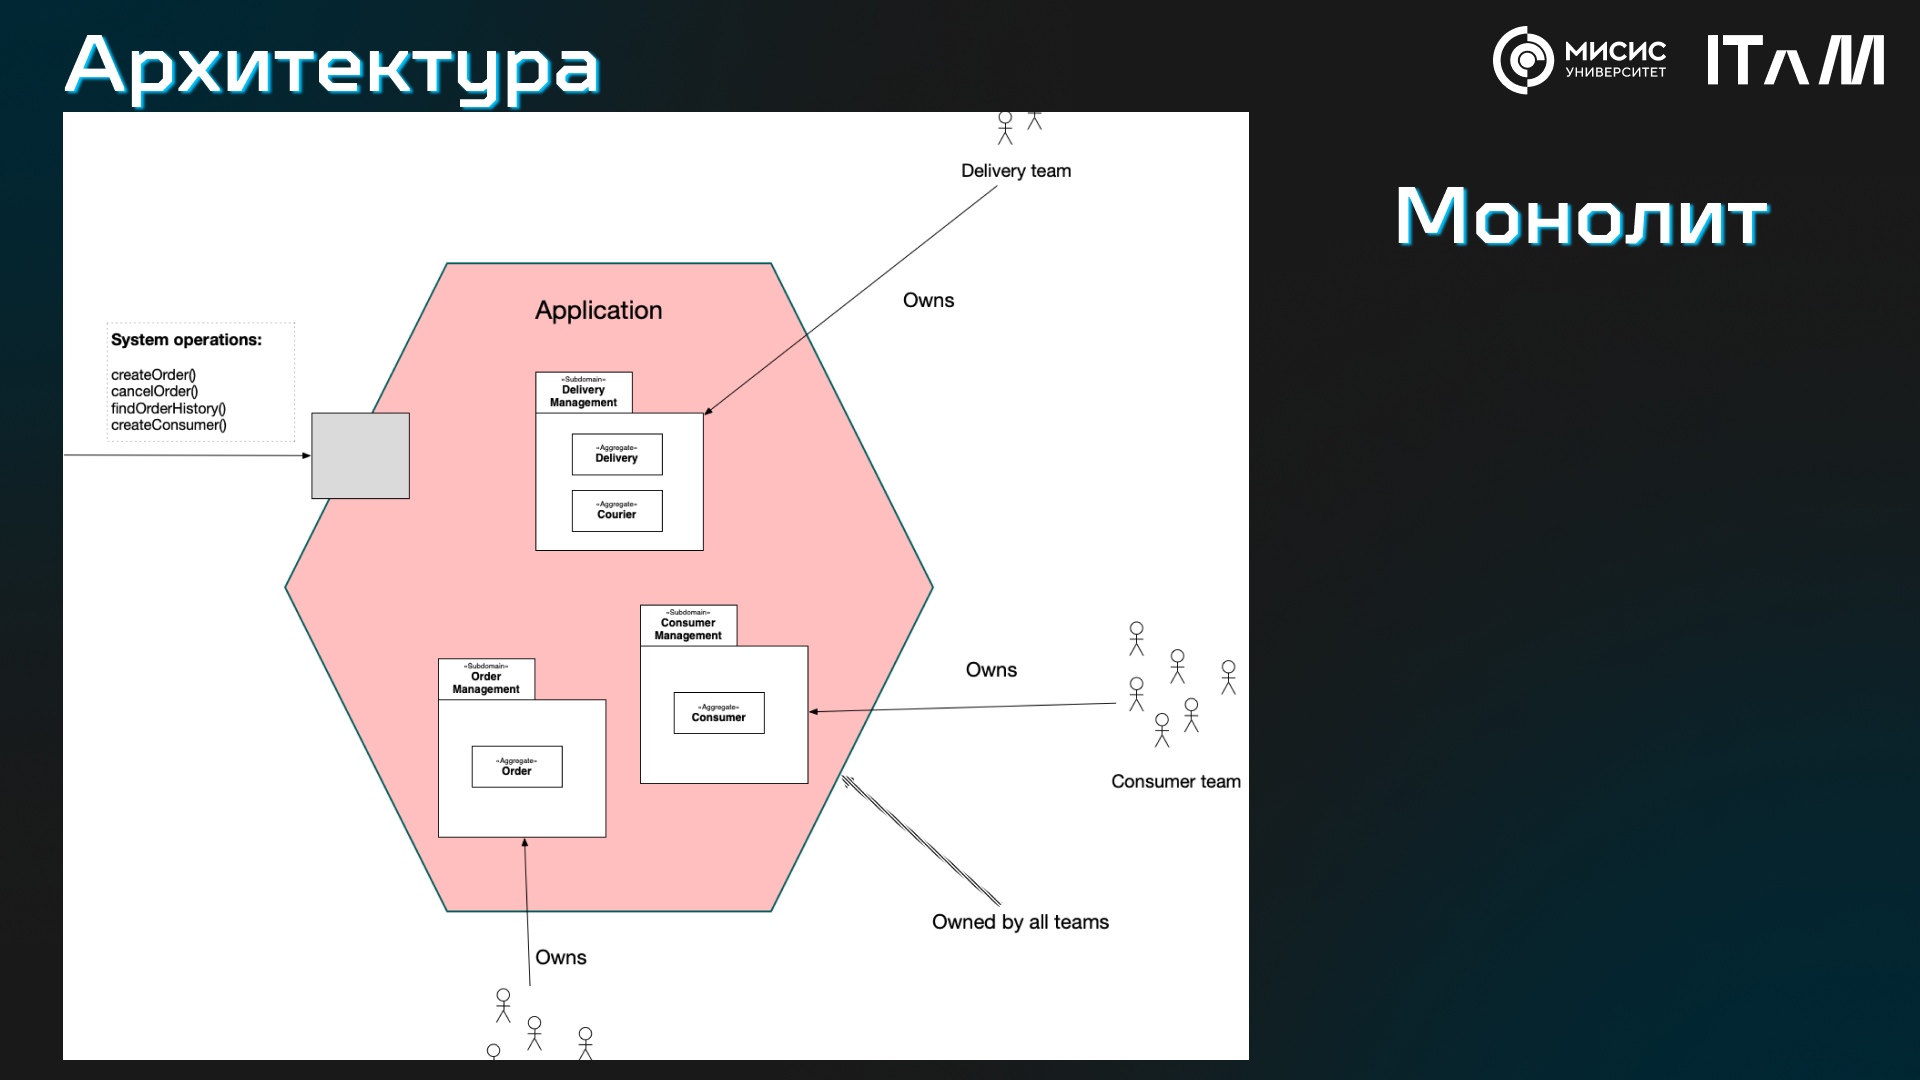 Архитектура
МИСИС
УНИВЕРСИТЕТ
ITAM
Монолит
Delivery team
Owns
Application
System operations:
createOrder()
cancelOrder()
findOrderHistory()
createConsumer()
«Subdomain»
Delivery
Management
«Aggregate»
Delivery
«Aggregate»
Courier
«Subdomain»
Consumer
Management
«Aggregate»
Consumer
Owns
Consumer team
«Subdomain»
Order
Management
«Aggregate»
Order
Owned by all teams
Owns